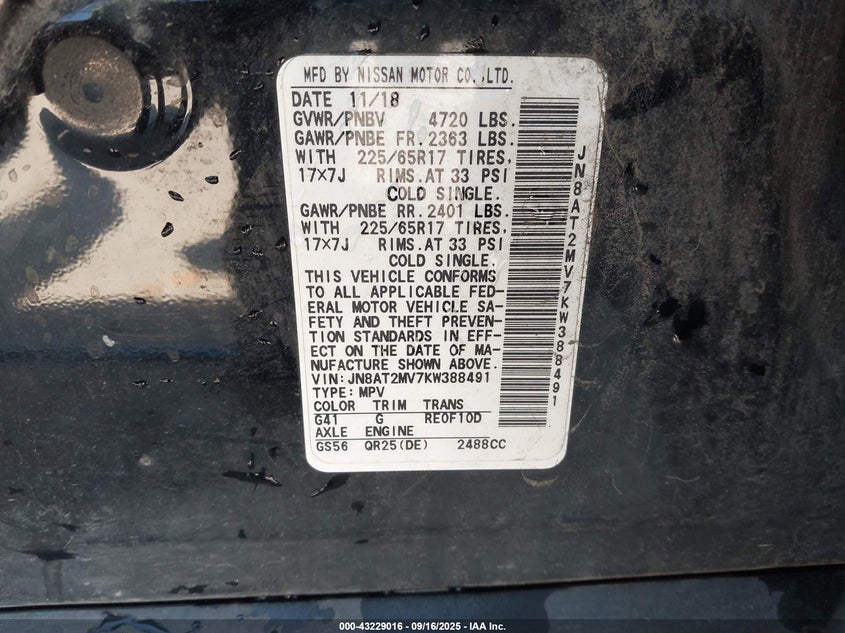 MFD BY NISSAN MOTOR CO.,LTD.
DATE 11/18
GVWR/PNBV 4720 LBS.
GAWR/PNBE FR. 2363 LBS.
WITH 225/65R17 TIRES,
17×7J RIMS.AT 33 PSI
COLD SINGLE.
GAWR/PNBE RR. 2401 LBS.
WITH 225/65R17 TIRES,
17×7J RIMS.AT 33 PSI
COLD SINGLE.
THIS VEHICLE CONFORMS
TO ALL APPLICABLE FED-
ERAL MOTOR VEHICLE SA-
FETY AND THEFT PREVEN-
TION STANDARDS IN EFF-
ECT ON THE DATE OF MA-
NUFACTURE SHOWN ABOVE.
VIN:JN8AT2MV7KW388491
TYPE:MPV
COLOR TRIM TRANS
G41 G RE0F10D
AXLE ENGINE
GS56 QR25(DE) 2488CC
JN8AT2MV7KW388491
000-43229016 - 09/16/2025 - IAA Inc.